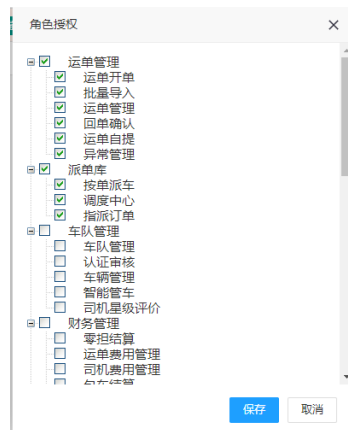 角色授权
运单管理
运单开单
批量导入
运单管理
回单确认
运单自提
异常管理
派单库
按单派车
调度中心
指派订单
车队管理
车队管理
认证审核
车辆管理
智能管车
司机星级评价
财务管理
零担结算
运单费用管理
司机费用管理
包车结算
保存 取消